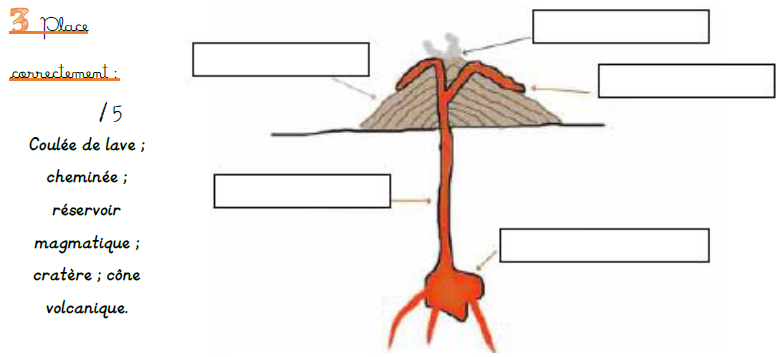 3 Place
correctement :
/5
Coulée de lave ;
cheminée ;
réservoir
magmatique ;
cratère ; cône
volcanique.